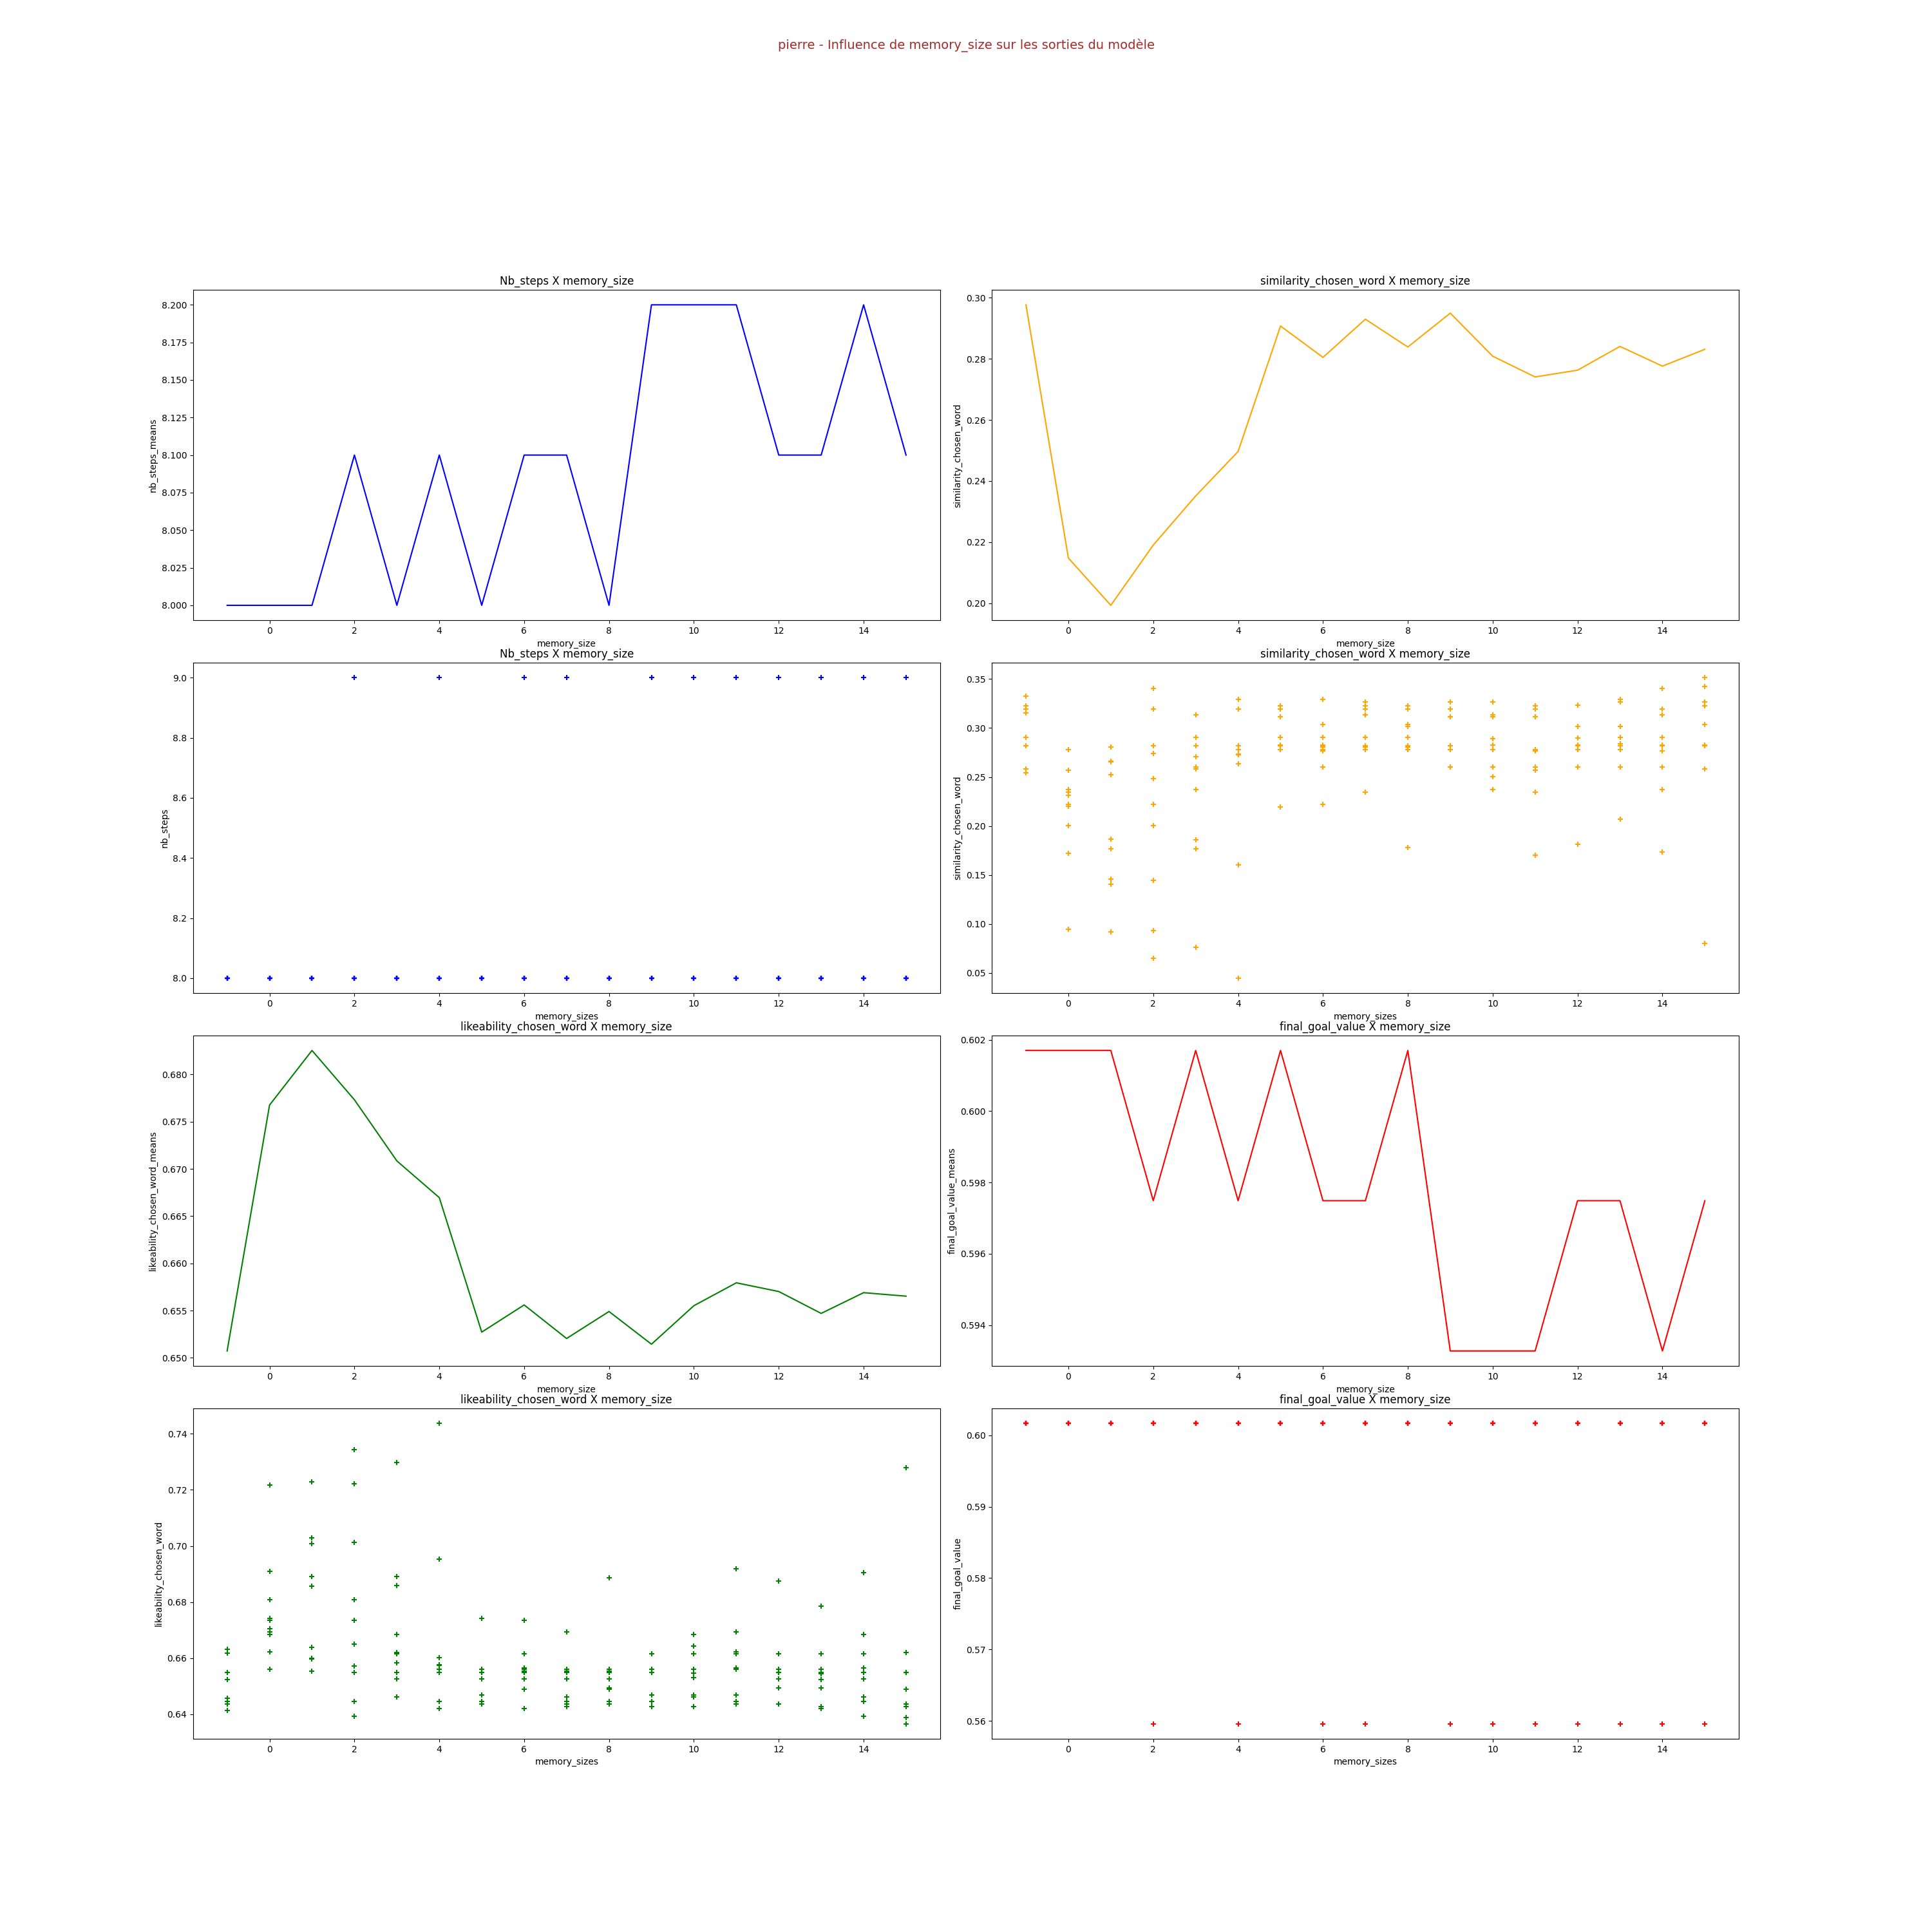 pierre - Influence de memory_size sur les sorties du modèle
Nb_steps X memory_size
nb_steps_means
8.200
8.175
8.150
8.125
8.100
8.075
8.050
8.025
8.000
0 2 4 6 8 10 12 14
memory_size
similarity_chosen_word X memory_size
similarity_chosen_word
0.30
0.28
0.26
0.24
0.22
0.20
0 2 4 6 8 10 12 14
memory_size
Nb_steps X memory_size
nb_steps
9.0
8.8
8.6
8.4
8.2
8.0
0 2 4 6 8 10 12 14
memory_sizes
similarity_chosen_word X memory_size
similarity_chosen_word
0.35
0.30
0.25
0.20
0.15
0.10
0.05
0 2 4 6 8 10 12 14
memory_sizes
likeability_chosen_word X memory_size
likeability_chosen_word_means
0.680
0.675
0.670
0.665
0.660
0.655
0.650
0 2 4 6 8 10 12 14
memory_size
final_goal_value X memory_size
final_goal_value_means
0.602
0.600
0.598
0.596
0.594
0 2 4 6 8 10 12 14
memory_size
likeability_chosen_word X memory_size
likeability_chosen_word
0.74
0.72
0.70
0.68
0.66
0.64
0 2 4 6 8 10 12 14
memory_sizes
final_goal_value X memory_size
final_goal_value
0.60
0.59
0.58
0.57
0.56
0 2 4 6 8 10 12 14
memory_sizes